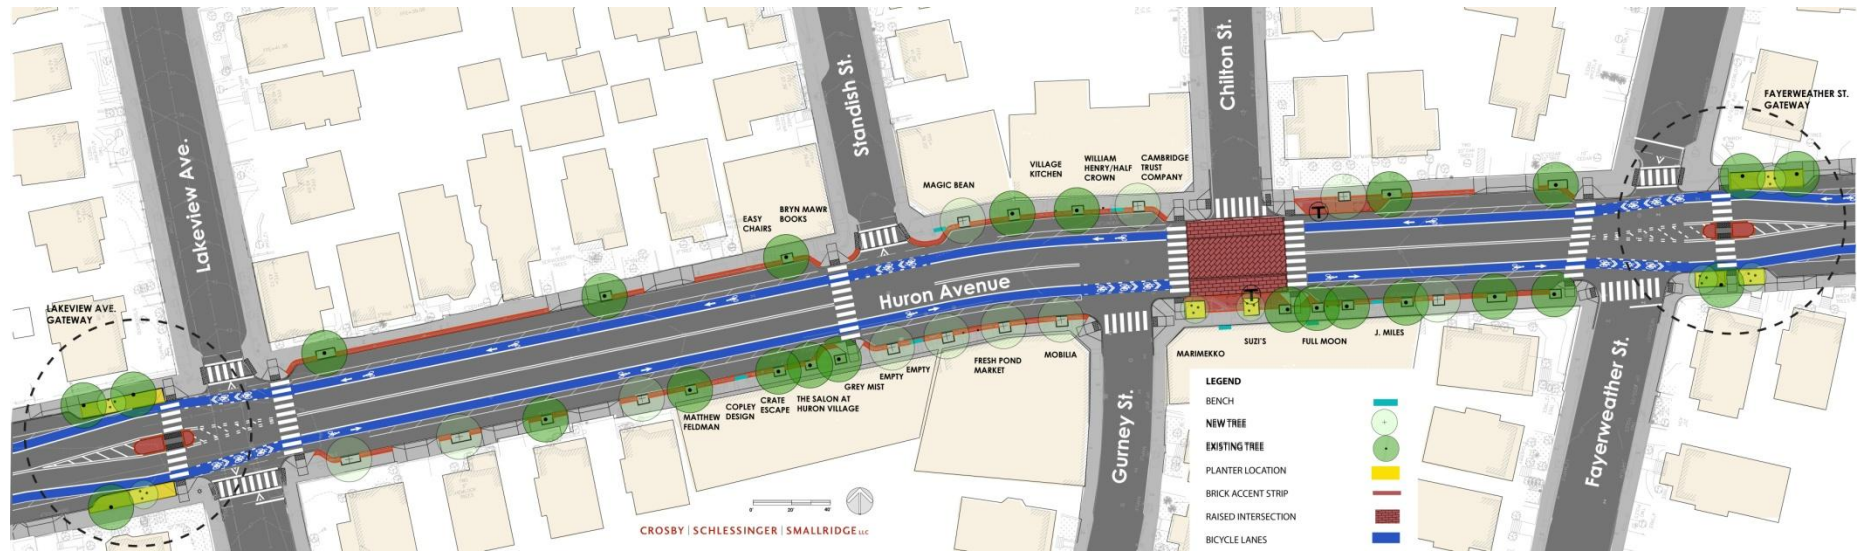 Lakeview Ave.
Standish St.
Chilton St.
FAYERWEATHER ST.
GATEWAY
MAGIC BEAN
VILLAGE
KITCHEN
WILLIAM
HENRY/HALF
CROWN
CAMBRIDGE
TRUST
COMPANY
EASY
CHAIRS
BRYN MAWR
BOOKS
Huron Avenue
LAKEVIEW AVE.
GATEWAY
MATTHEW
FELDMAN
COPLEY
DESIGN
CRATE
ESCAPE
THE SALON AT
HURON VILLAGE
GREY MIST
EMPTY
EMPTY
FRESH POND
MARKET
MOBILIA
MARIMEKKO
SUZI'S
FULL MOON
J. MILES
Gurney St.
Fayerweather St.
LEGEND
BENCH
NEW TREE
EXISTING TREE
PLANTER LOCATION
BRICK ACCENT STRIP
RAISED INTERSECTION
BICYCLE LANES
0' 20' 40'
CROSBY | SCHLESSINGER | SMALLRIDGE LLC